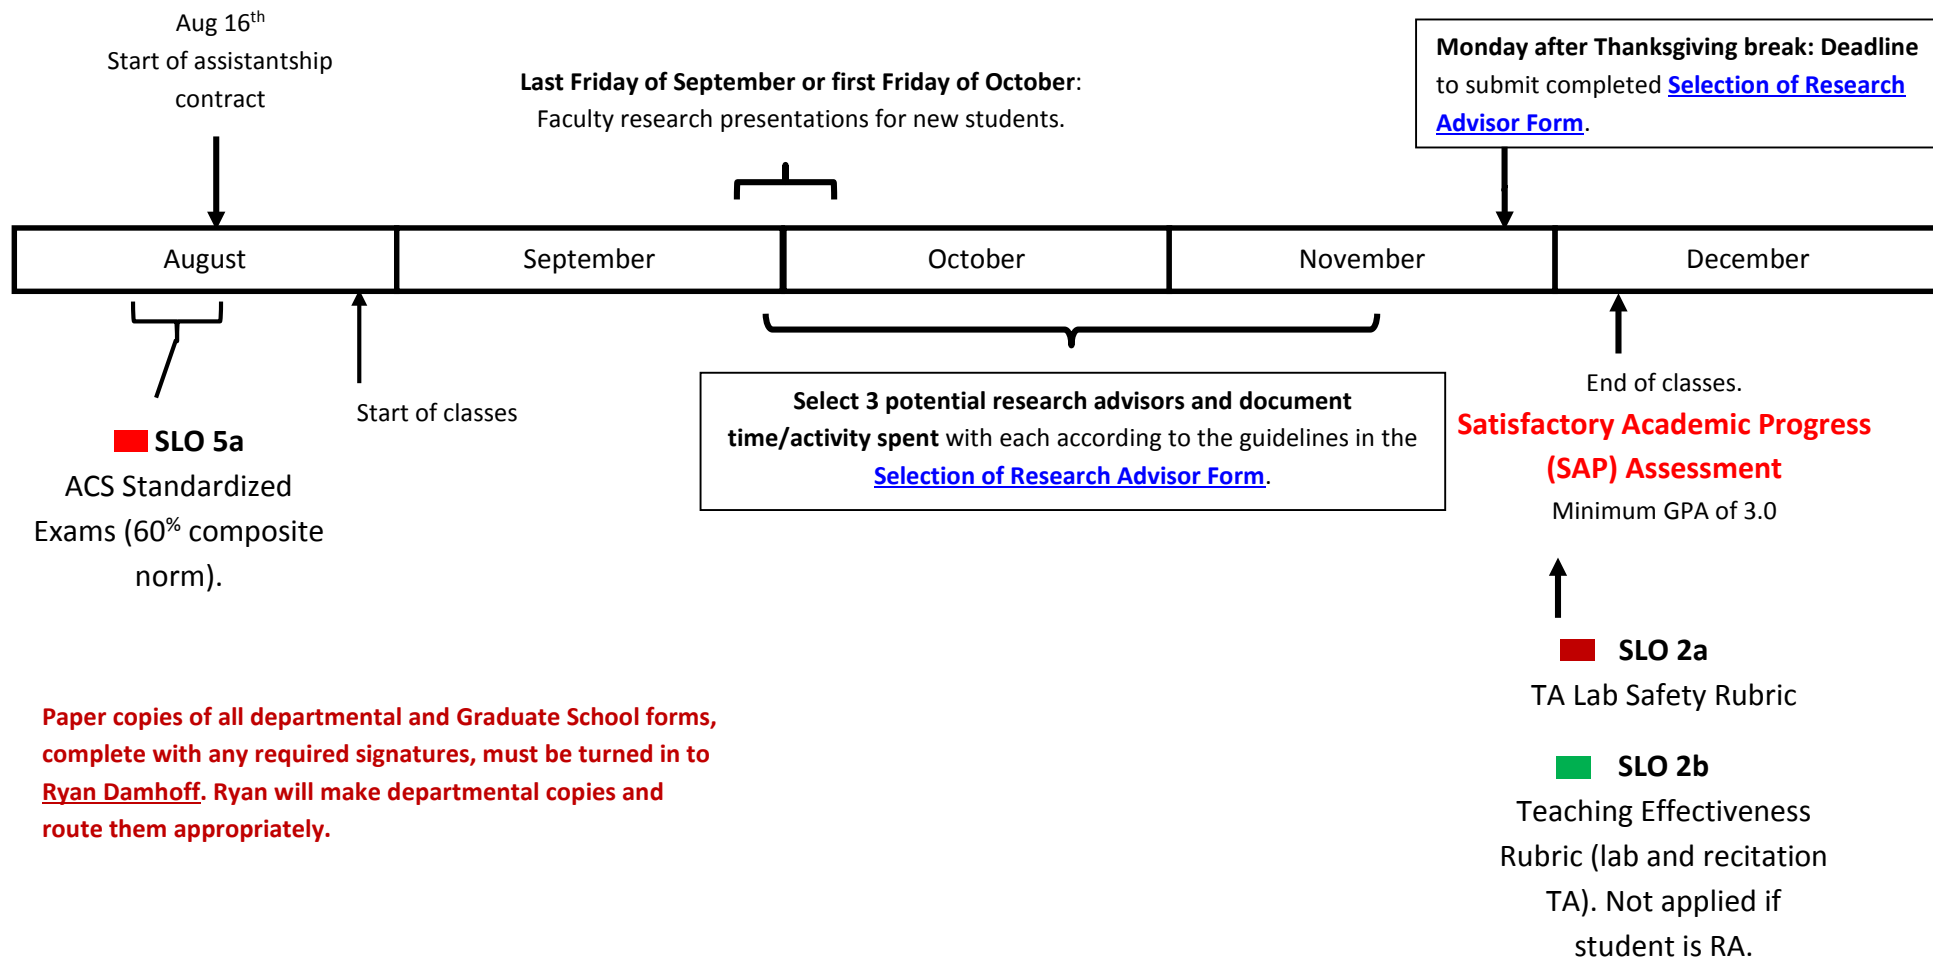 Aug 16th
Start of assistantship
contract
Last Friday of September or first Friday of October:
Faculty research presentations for new students.
Monday after Thanksgiving break: Deadline
to submit completed Selection of Research
Advisor Form.
August
September
October
November
December
SLO 5a
ACS Standardized
Exams (60% composite
norm).
Start of classes
Select 3 potential research advisors and document
time/activity spent with each according to the guidelines in the
Selection of Research Advisor Form.
End of classes.
Satisfactory Academic Progress
(SAP) Assessment
Minimum GPA of 3.0
SLO 2a
TA Lab Safety Rubric
SLO 2b
Teaching Effectiveness
Rubric (lab and recitation
TA). Not applied if
student is RA.
Paper copies of all departmental and Graduate School forms,
complete with any required signatures, must be turned in to
Ryan Damhoff. Ryan will make departmental copies and
route them appropriately.